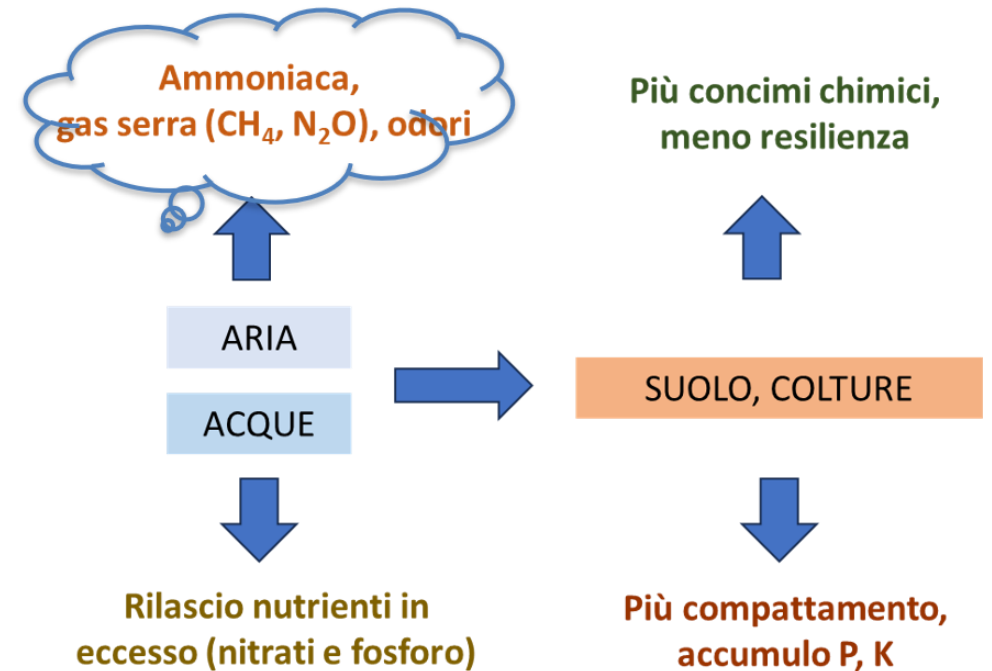 Ammoniaca,
gas serra (CH₄, N₂O), odori
Più concimi chimici,
meno resilienza
ARIA
ACQUE
SUOLO, COLTURE
Rilascio nutrienti in
eccesso (nitrati e fosforo)
Più compattamento,
accumulo P, K